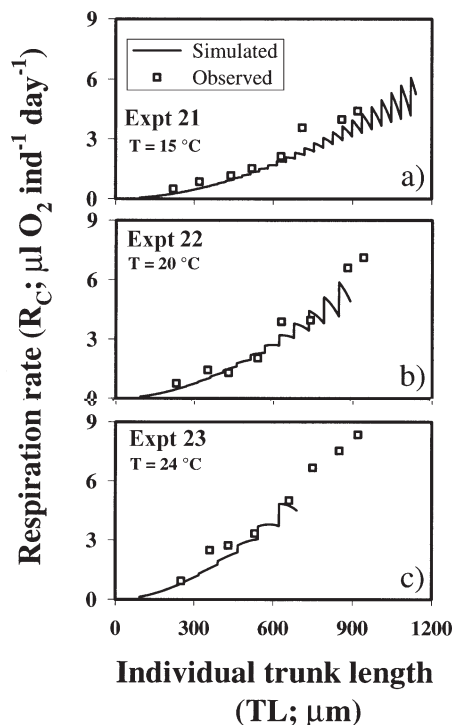 Respiration rate (R_C; µl O₂ ind⁻¹ day⁻¹)
9
6
3
0
Simulated
Observed
Expt 21
T = 15 °C
a)
9
6
3
0
Expt 22
T = 20 °C
b)
9
6
3
0
Expt 23
T = 24 °C
c)
0 300 600 900 1200
Individual trunk length
(TL; µm)